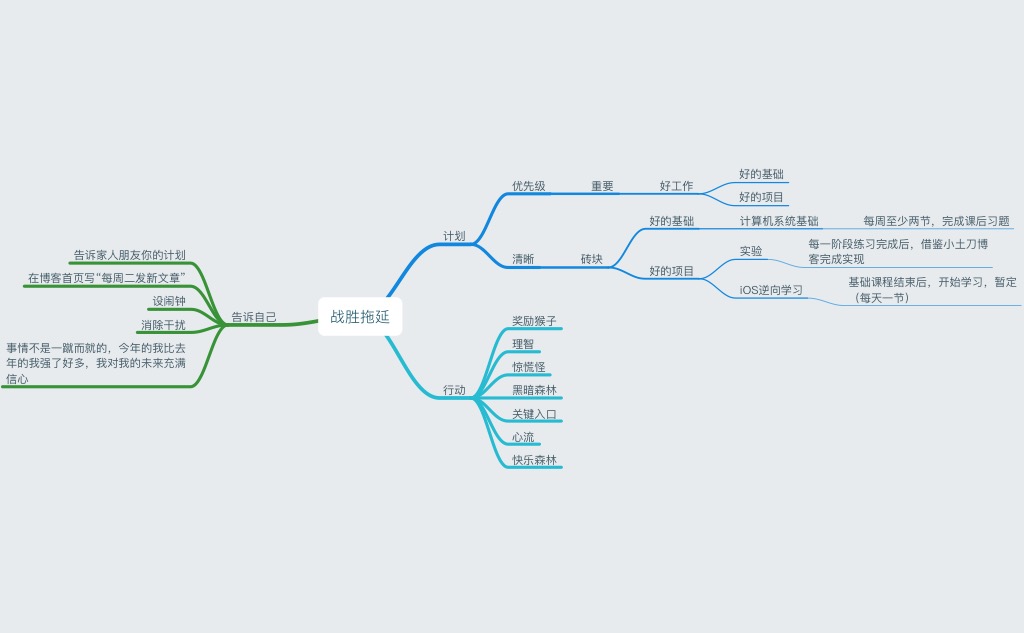 战胜拖延
计划
优先级
重要
好工作
好的基础
好的项目
清晰
砖块
好的基础
计算机系统基础
每周至少两节，完成课后习题
好的项目
实验
每一阶段练习完成后，借鉴小土刀博
客完成实现
iOS逆向学习
基础课程结束后，开始学习，暂定
（每天一节）
行动
奖励猴子
理智
惊慌怪
黑暗森林
关键入口
心流
快乐森林
告诉自己
告诉家人朋友你的计划
在博客首页写“每周二发新文章”
设闹钟
消除干扰
事情不是一蹴而就的，今年的我比去
年的我强了好多，我对我的未来充满
信心